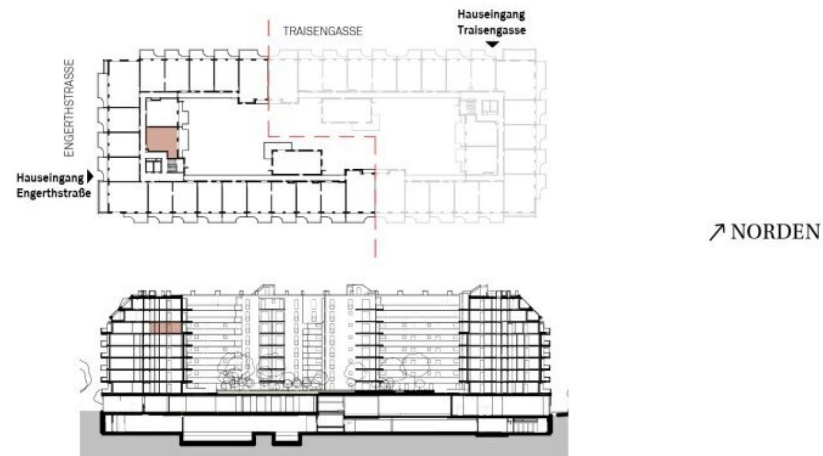 Hauseingang
Traisengasse
TRAISENGASSE
ENGERTHSTRASSE
Hauseingang
Engerthstraße
↗ NORDEN